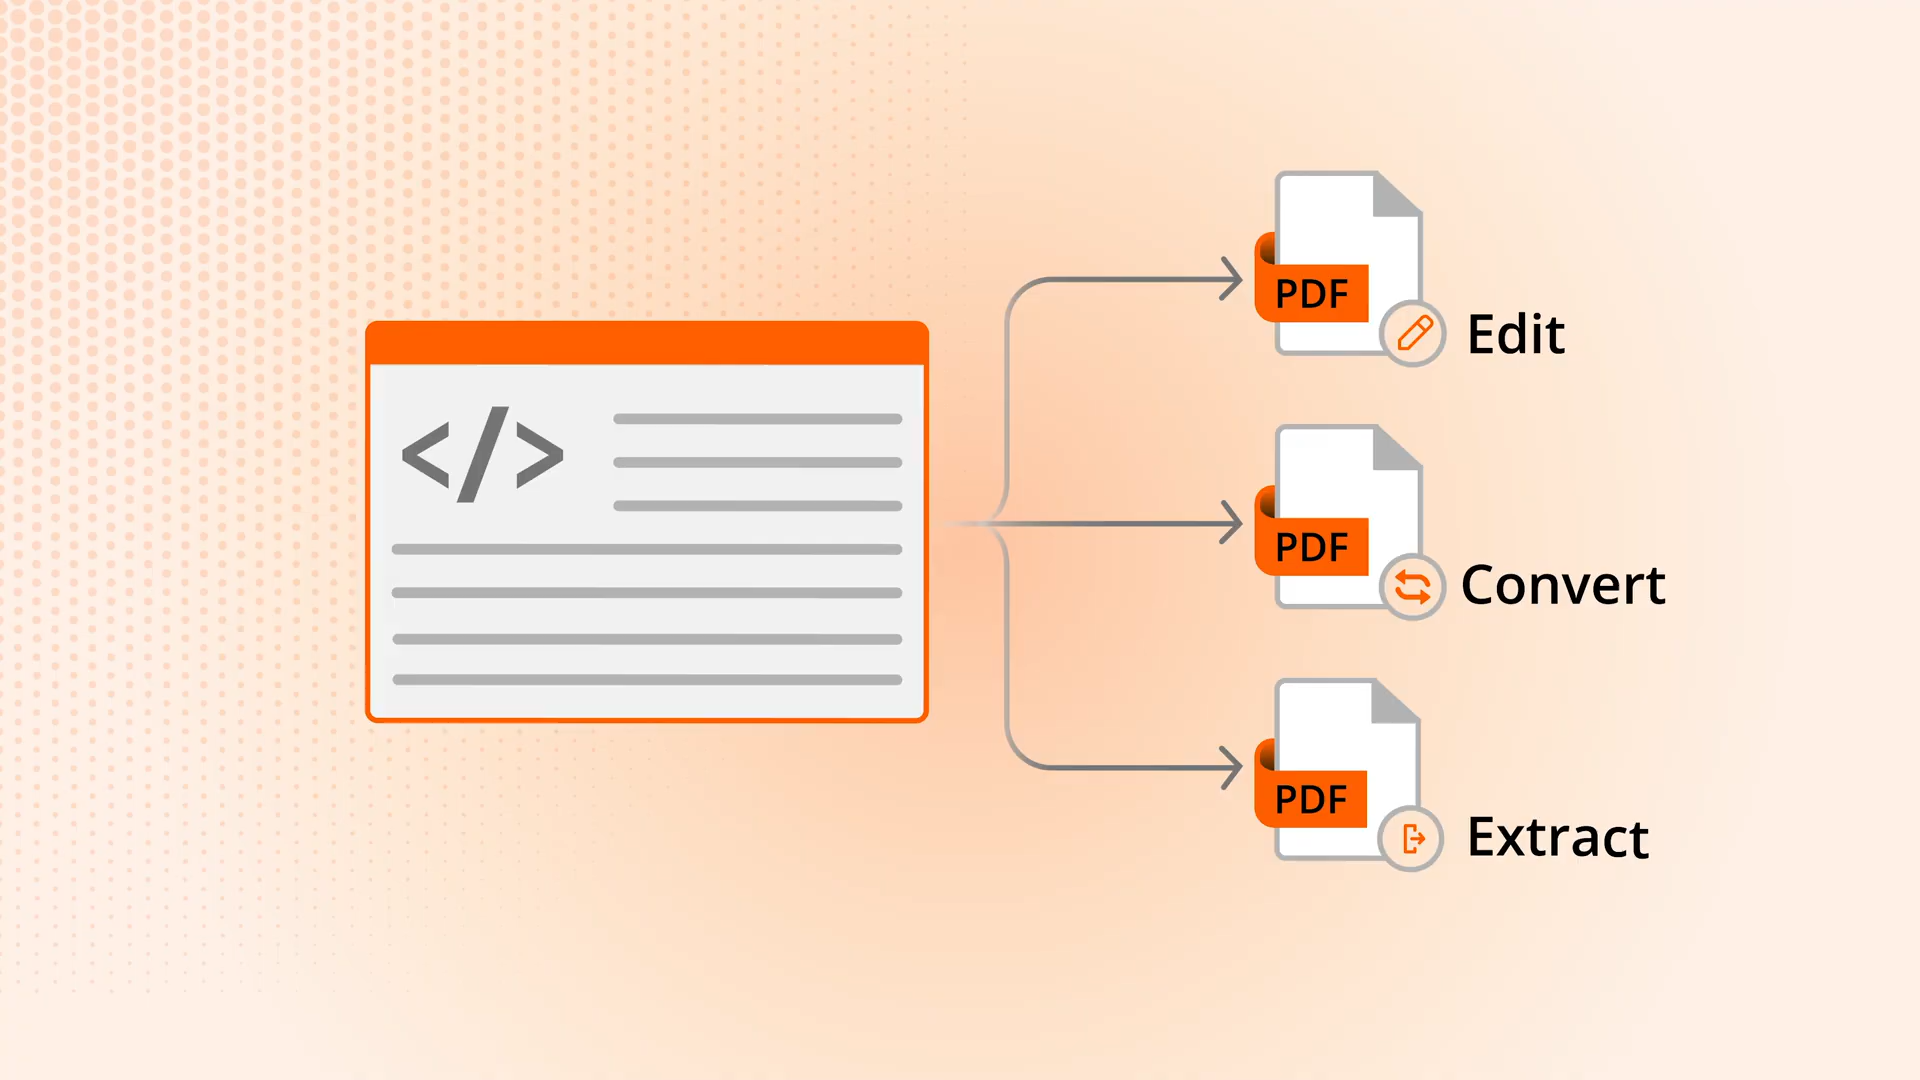 </>
PDF
Edit
PDF
Convert
PDF
Extract